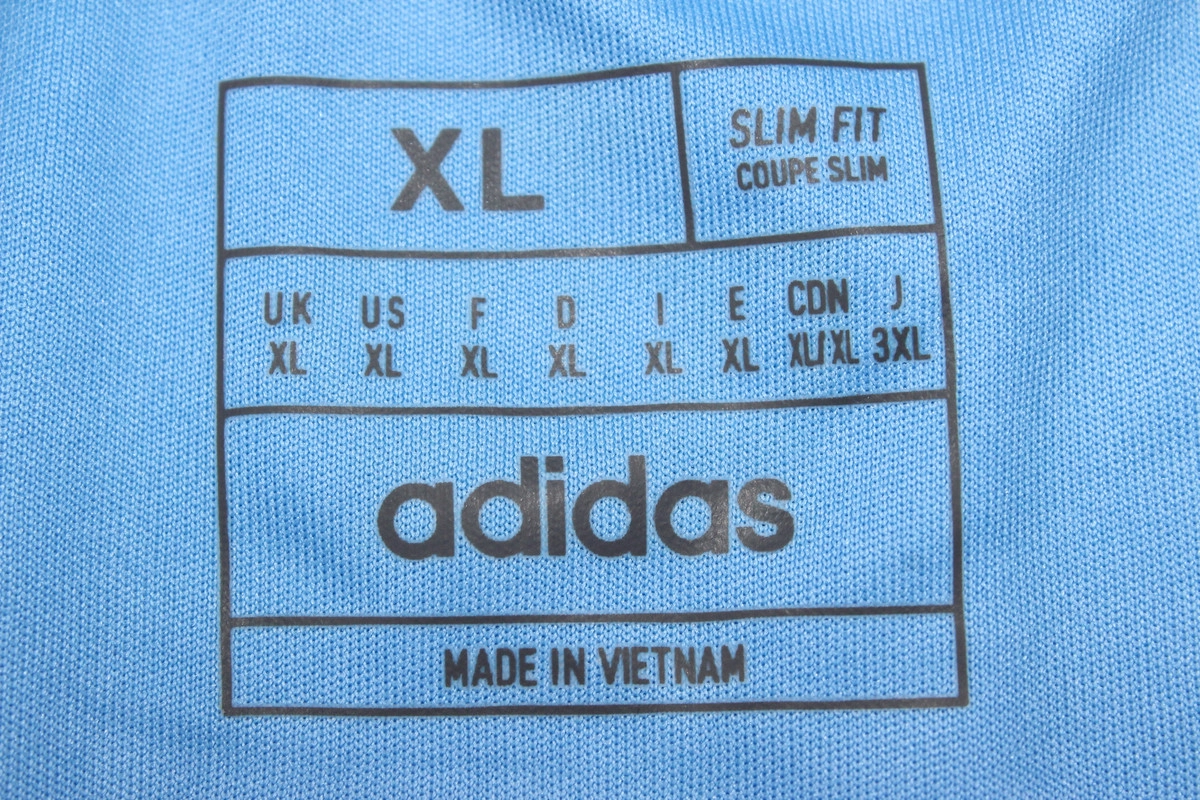 XL
SLIM FIT
COUPE SLIM
UK US F D I E CDN J
XL XL XL XL XL XL XL/XL 3XL
adidas
MADE IN VIETNAM